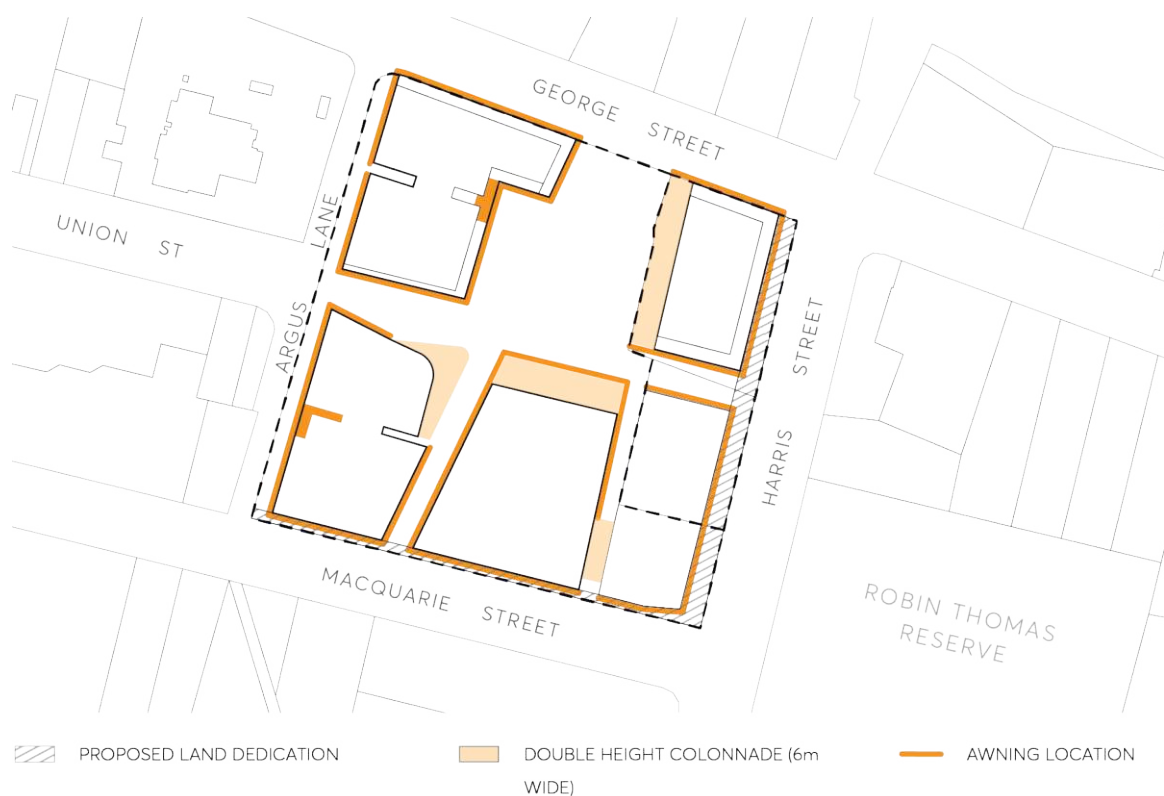 GEORGE STREET
UNION ST
ARGUS LANE
HARRIS STREET
MACQUARIE STREET
ROBIN THOMAS
RESERVE
PROPOSED LAND DEDICATION
DOUBLE HEIGHT COLONNADE (6m
WIDE)
AWNING LOCATION